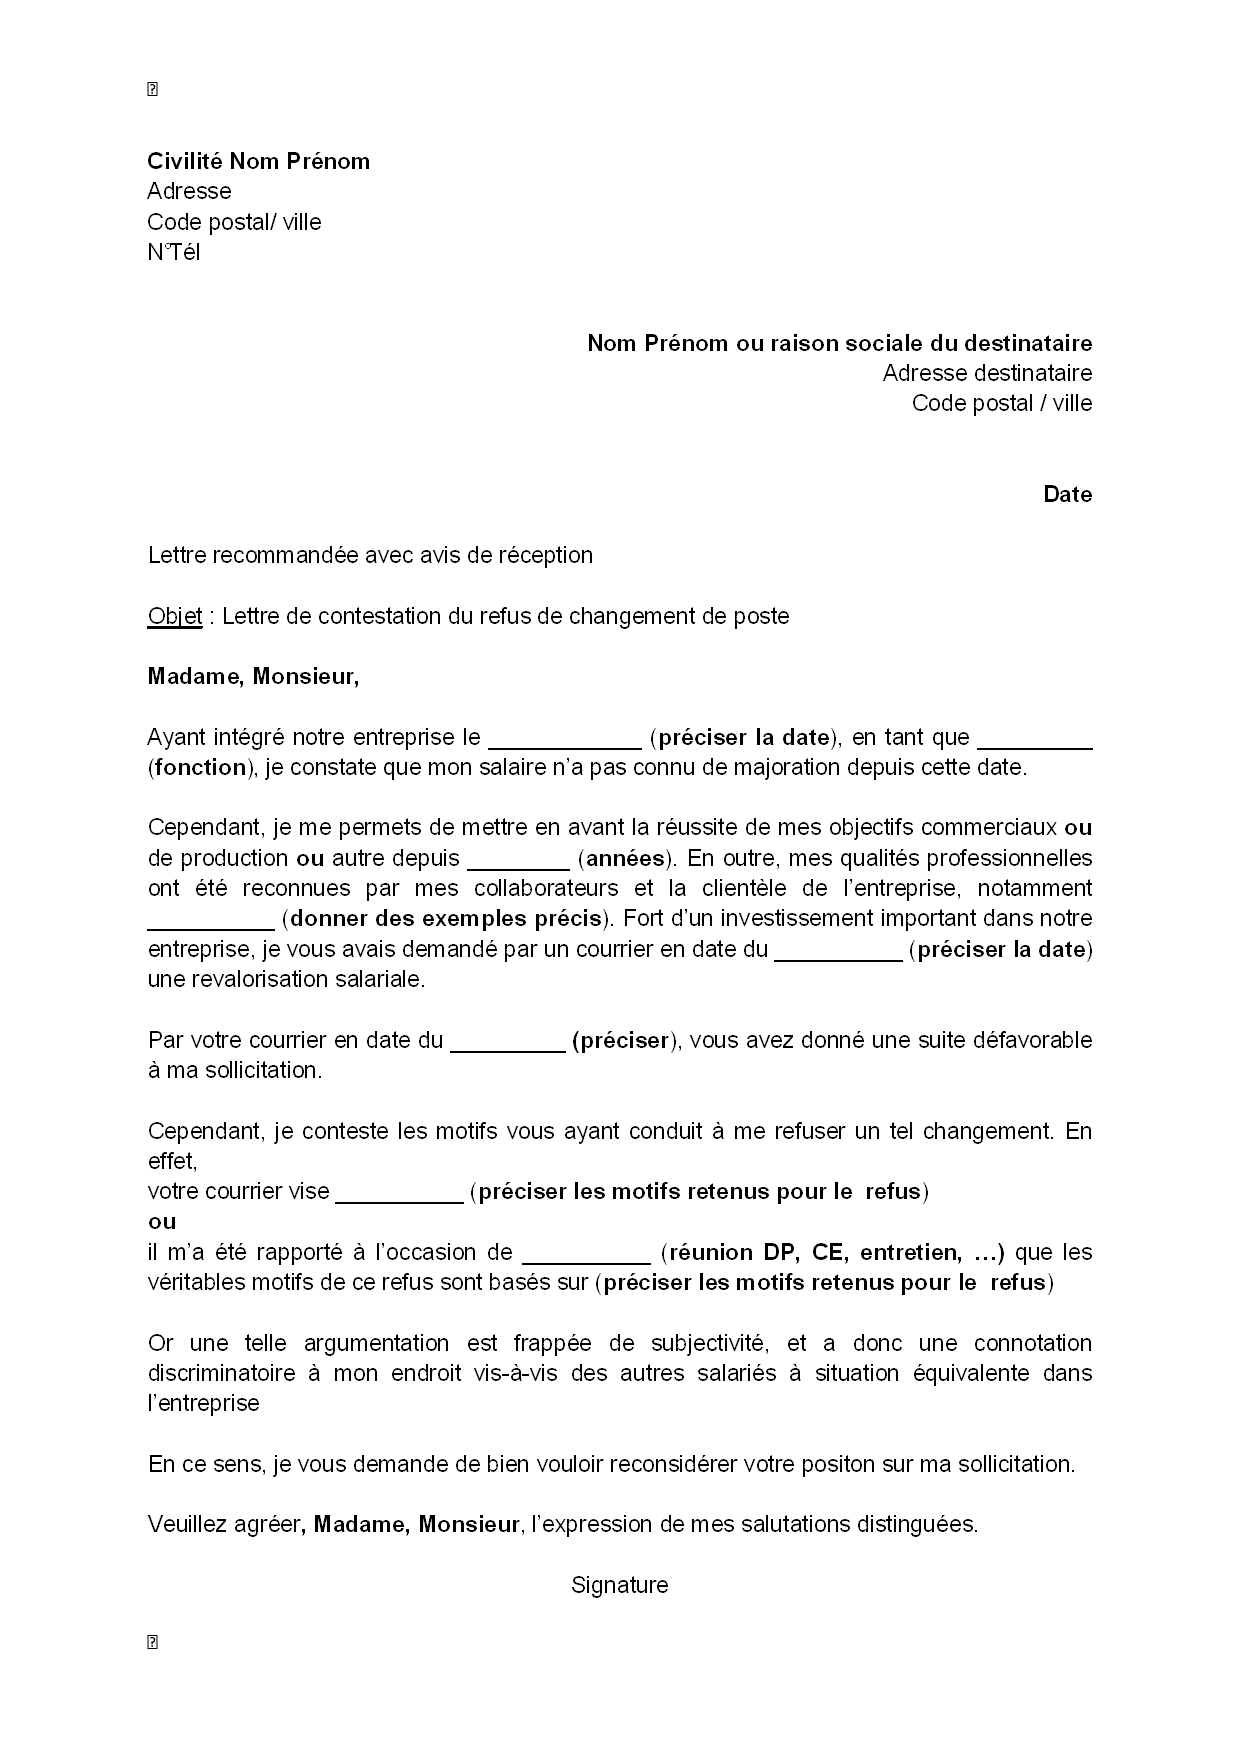 Civilité Nom Prénom
Adresse
Code postal/ ville
N°Tél
Nom Prénom ou raison sociale du destinataire
Adresse destinataire
Code postal / ville
Date
Lettre recommandée avec avis de réception
Objet : Lettre de contestation du refus de changement de poste
Madame, Monsieur,
Ayant intégré notre entreprise le ____________ (préciser la date), en tant que _________
(fonction), je constate que mon salaire n’a pas connu de majoration depuis cette date.
Cependant, je me permets de mettre en avant la réussite de mes objectifs commerciaux ou
de production ou autre depuis ________ (années). En outre, mes qualités professionnelles
ont été reconnues par mes collaborateurs et la clientèle de l’entreprise, notamment
__________ (donner des exemples précis). Fort d’un investissement important dans notre
entreprise, je vous avais demandé par un courrier en date du __________ (préciser la date)
une revalorisation salariale.
Par votre courrier en date du _________ (préciser), vous avez donné une suite défavorable
à ma sollicitation.
Cependant, je conteste les motifs vous ayant conduit à me refuser un tel changement. En
effet,
votre courrier vise __________ (préciser les motifs retenus pour le  refus)
ou
il m’a été rapporté à l’occasion de __________ (réunion DP, CE, entretien, …) que les
véritables motifs de ce refus sont basés sur (préciser les motifs retenus pour le  refus)
Or une telle argumentation est frappée de subjectivité, et a donc une connotation
discriminatoire à mon endroit vis-à-vis des autres salariés à situation équivalente dans
l’entreprise
En ce sens, je vous demande de bien vouloir reconsidérer votre positon sur ma sollicitation.
Veuillez agréer, Madame, Monsieur, l’expression de mes salutations distinguées.
Signature